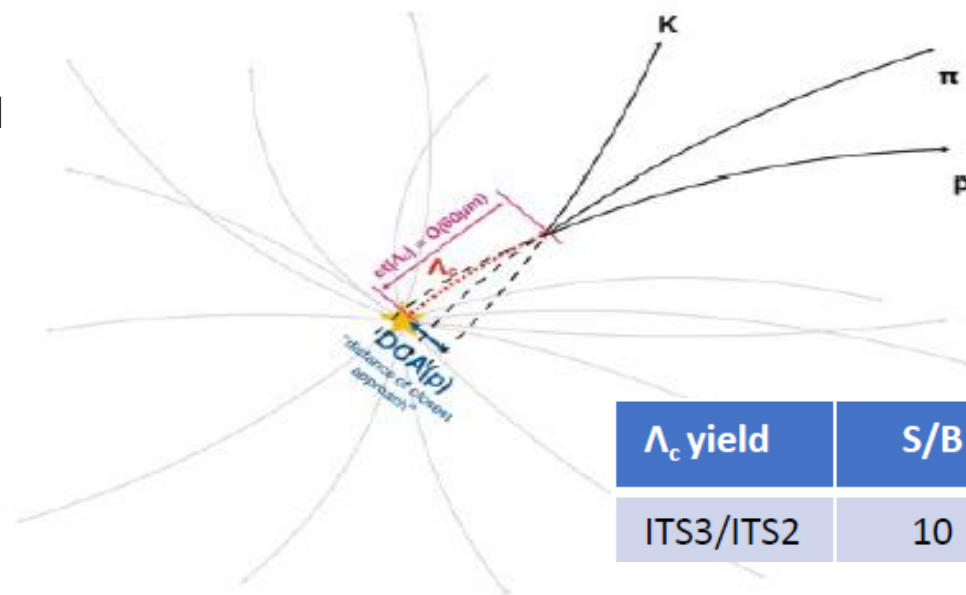 K
π
p
cτ(Λc) = O(60μm)
Λc
DCA(p)
"distance of closest
approach"
Λc yield S/B
ITS3/ITS2 10